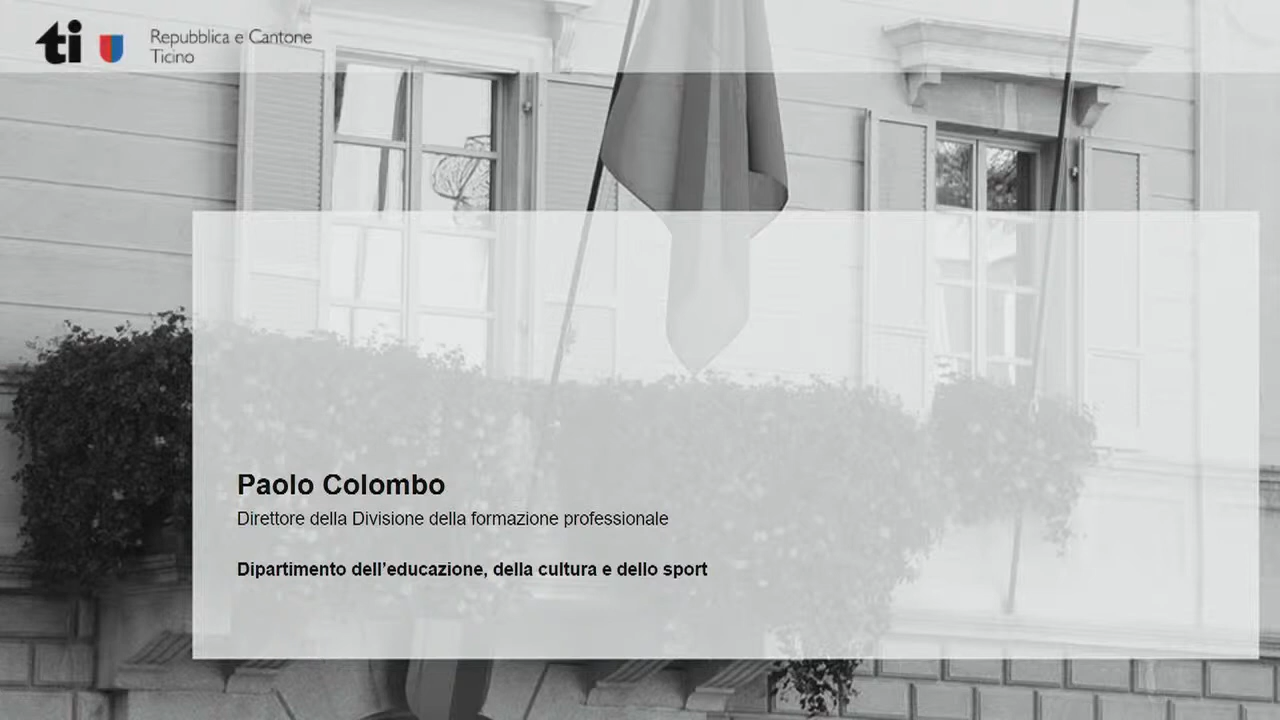 ti
Repubblica e Cantone
Ticino
Paolo Colombo
Direttore della Divisione della formazione professionale
Dipartimento dell'educazione, della cultura e dello sport